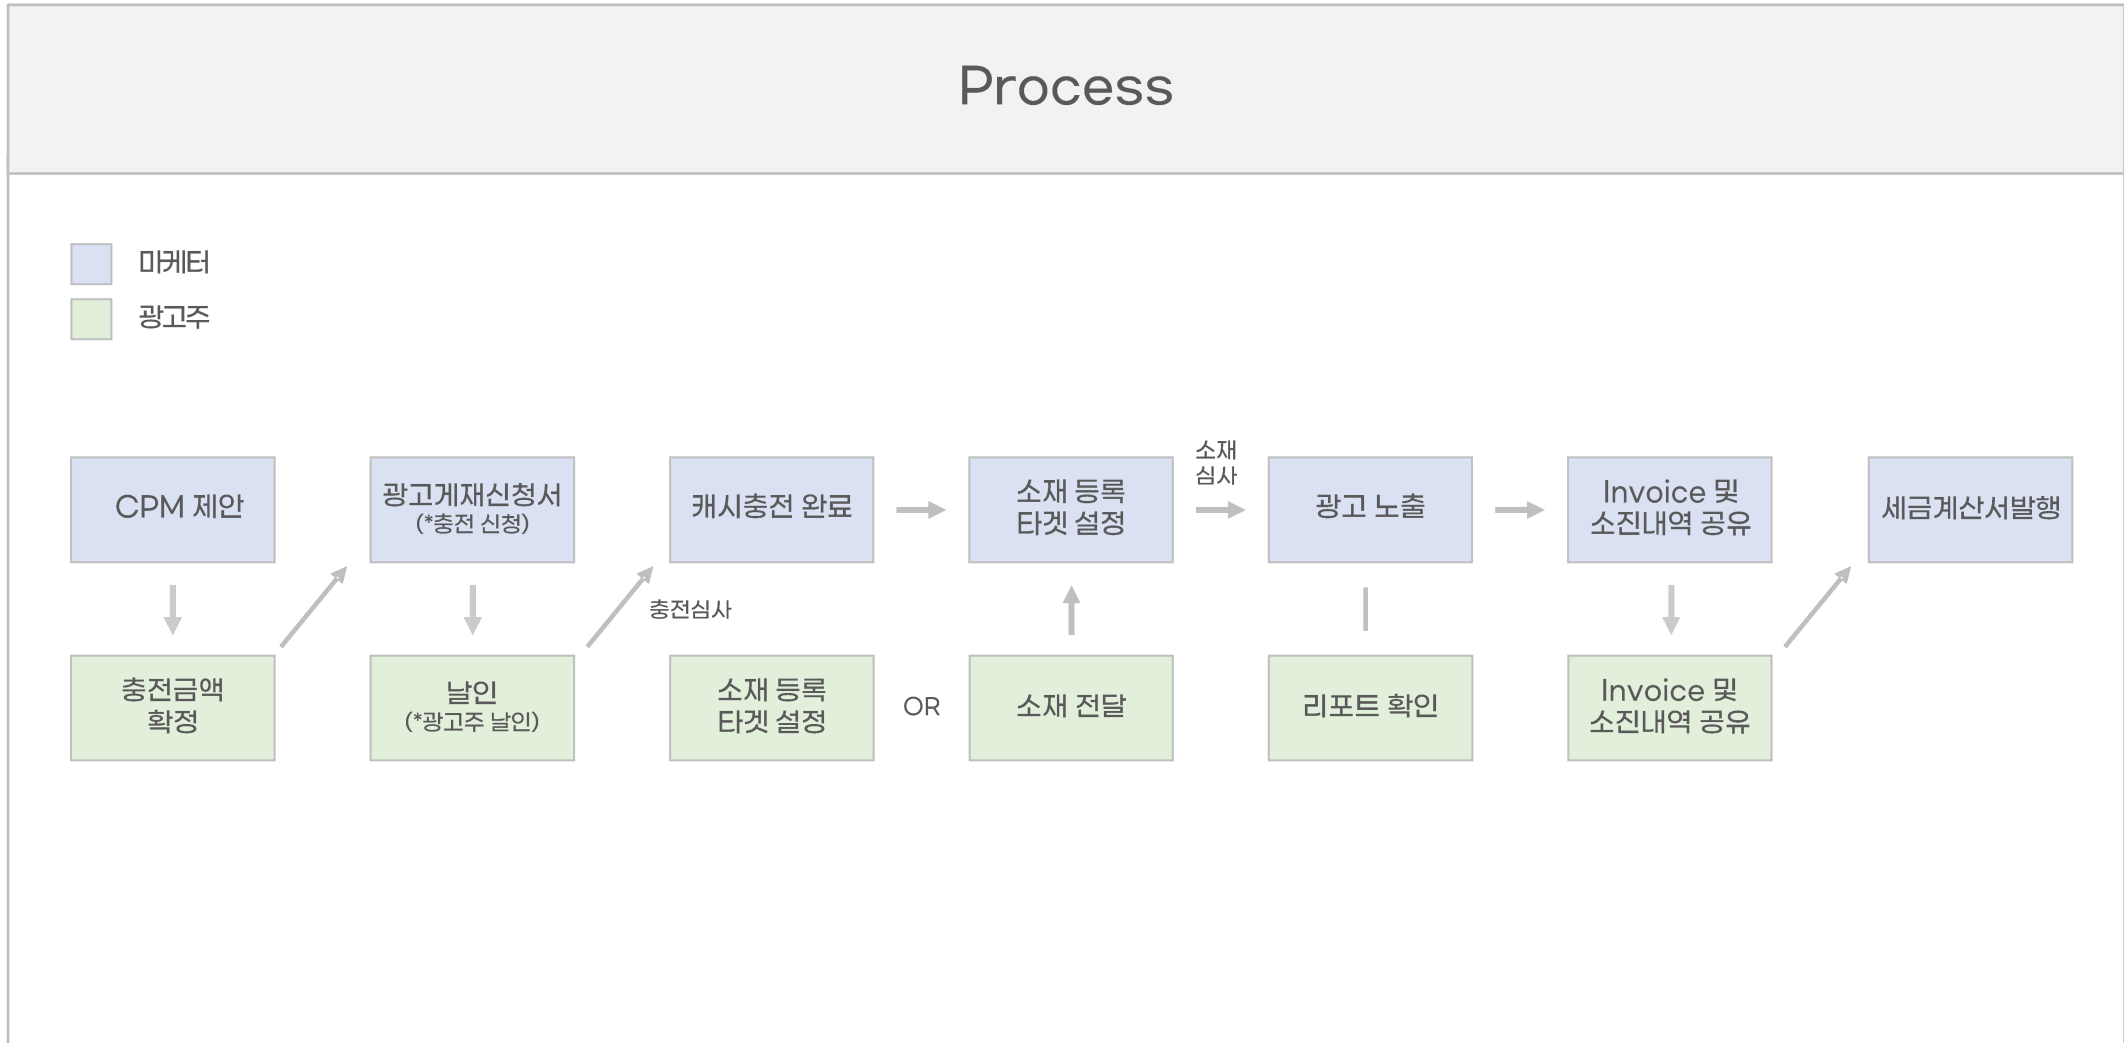 Process
마케터
광고주
CPM 제안
광고게재신청서
(*충전 신청)
캐시충전 완료
소재 등록
타겟 설정
소재
심사
광고 노출
Invoice 및
소진내역 공유
세금계산서발행
충전심사
충전금액
확정
날인
(*광고주 날인)
소재 등록
타겟 설정
OR
소재 전달
리포트 확인
Invoice 및
소진내역 공유